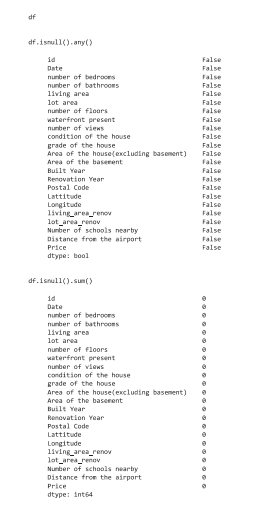 df
df.isnull().any()
id False
Date False
number of bedrooms False
number of bathrooms False
living area False
lot area False
number of floors False
waterfront present False
number of views False
condition of the house False
grade of the house False
Area of the house(excluding basement) False
Area of the basement False
Built Year False
Renovation Year False
Postal Code False
Lattitude False
Longitude False
living_area_renov False
lot_area_renov False
Number of schools nearby False
Distance from the airport False
Price False
dtype: bool
df.isnull().sum()
id 0
Date 0
number of bedrooms 0
number of bathrooms 0
living area 0
lot area 0
number of floors 0
waterfront present 0
number of views 0
condition of the house 0
grade of the house 0
Area of the house(excluding basement) 0
Area of the basement 0
Built Year 0
Renovation Year 0
Postal Code 0
Lattitude 0
Longitude 0
living_area_renov 0
lot_area_renov 0
Number of schools nearby 0
Distance from the airport 0
Price 0
dtype: int64